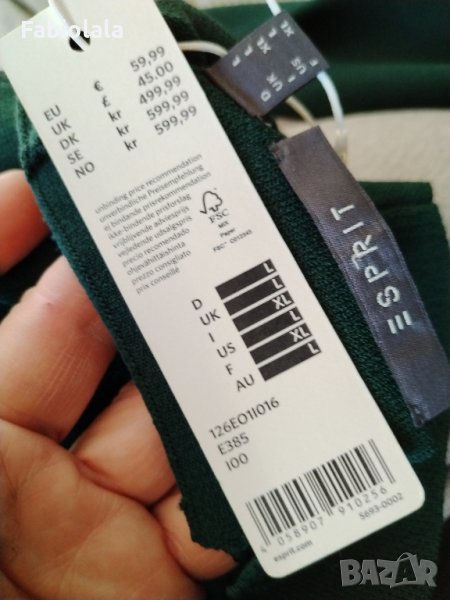 Fabiolala
EU € 59,99
UK £ 45.00
DK kr 499,99
SE kr 599,99
NO kr 599,99
unbinding price recommendation
unverbindliche Preisempfehlung
ej bindande prisrekommendation
ikke bindende prisforslag
vrijblijvende adviesprijs
veiledende utsalgspris
precio recomendado
ohjevähittäishinta
prezzo consigliato
prix conseillé
FSC
MIX
Paper
FSC® C012345
D L
UK L
I XL
US L
F XL
AU L
126EO1I016
E385
I00
4 058907 910256
esprit.com 5693-0002
ESPRIT
D L
UK L
I XL
US L
BAZAR